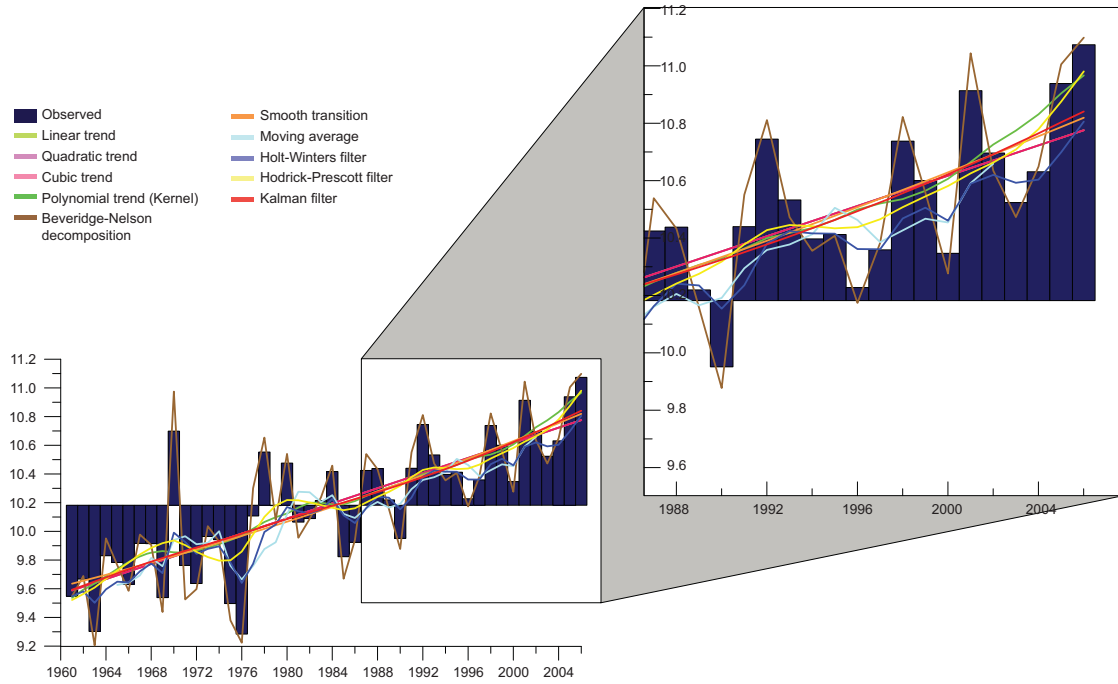 Observed
Linear trend
Quadratic trend
Cubic trend
Polynomial trend (Kernel)
Beveridge-Nelson
decomposition
Smooth transition
Moving average
Holt-Winters filter
Hodrick-Prescott filter
Kalman filter
11.2
11.0
10.8
10.6
10.0
9.8
9.6
1988
1992
1996
2000
2004
11.2
11.0
10.8
10.6
10.4
10.2
10.0
9.8
9.6
9.4
9.2
1960
1964
1968
1972
1976
1980
1984
1988
1992
1996
2000
2004